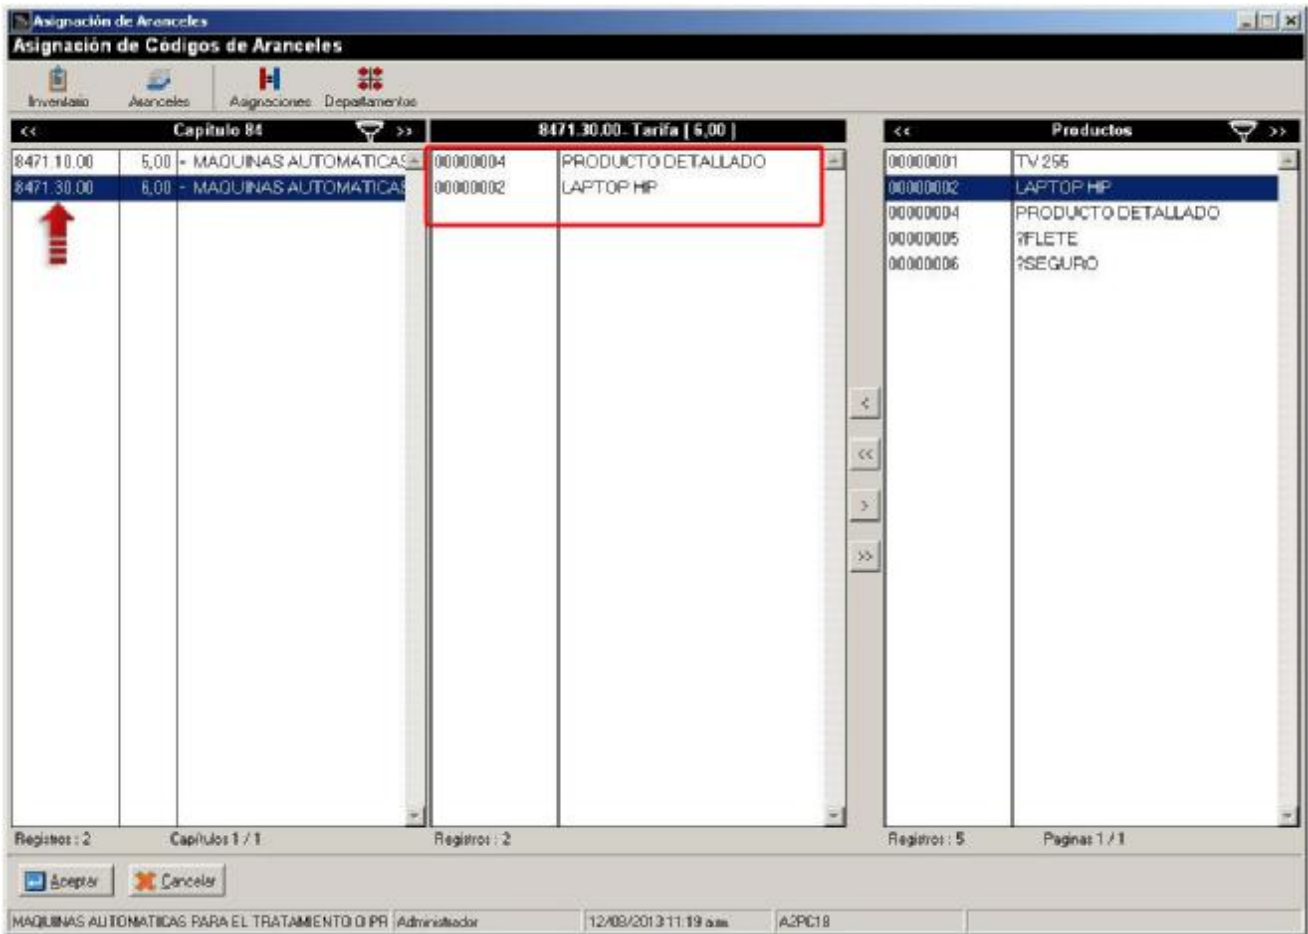 Asignación de Aranceles
Asignación de Códigos de Aranceles
Inventario Aranceles Asignaciones Departamentos
<< Capítulo 84 >> 8471.30.00- Tarifa [ 6,00 ] << Productos >>
8471.10.00 5,00 - MAQUINAS AUTOMATICAS 00000004 PRODUCTO DETALLADO 00000001 TV 255
8471.30.00 6,00 - MAQUINAS AUTOMATICAS 00000002 LAPTOP HP 00000002 LAPTOP HP
00000004 PRODUCTO DETALLADO
00000005 ?FLETE
00000006 ?SEGURO
<
<<
>
>>
Registros : 2 Capítulos 1 / 1 Registros : 2 Registros : 5 Paginas 1 / 1
Aceptar Cancelar
MAQUINAS AUTOMATICAS PARA EL TRATAMIENTO O PR Administrador 11:19 a.m. A2PC18